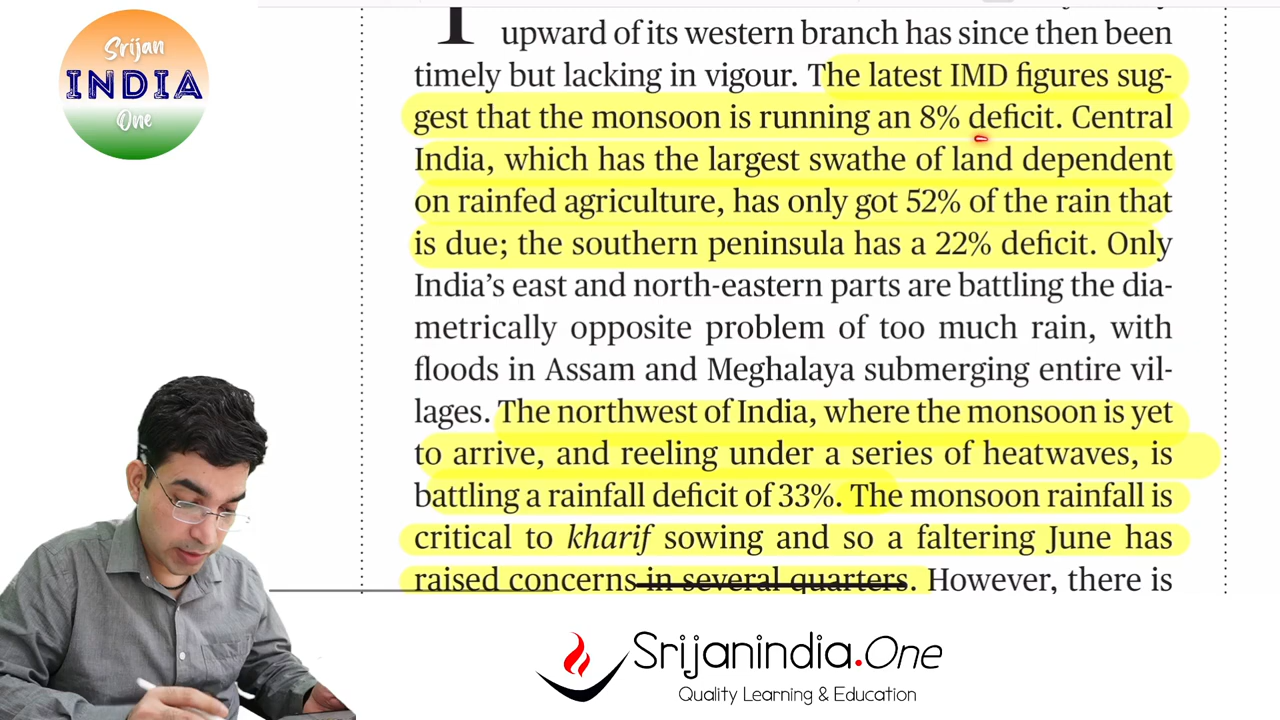 Srijan
INDIA
One
T
upward of its western branch has since then been
timely but lacking in vigour. The latest IMD figures sug-
gest that the monsoon is running an 8% deficit. Central
India, which has the largest swathe of land dependent
on rainfed agriculture, has only got 52% of the rain that
is due; the southern peninsula has a 22% deficit. Only
India’s east and north-eastern parts are battling the dia-
metrically opposite problem of too much rain, with
floods in Assam and Meghalaya submerging entire vil-
lages. The northwest of India, where the monsoon is yet
to arrive, and reeling under a series of heatwaves, is
battling a rainfall deficit of 33%. The monsoon rainfall is
critical to kharif sowing and so a faltering June has
raised concerns in several quarters. However, there is
Srijanindia.One
Quality Learning & Education